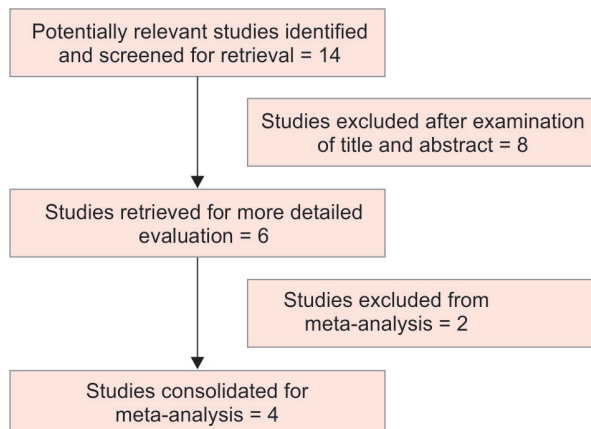 Potentially relevant studies identified
and screened for retrieval = 14
Studies excluded after examination
of title and abstract = 8
Studies retrieved for more detailed
evaluation = 6
Studies excluded from
meta-analysis = 2
Studies consolidated for
meta-analysis = 4